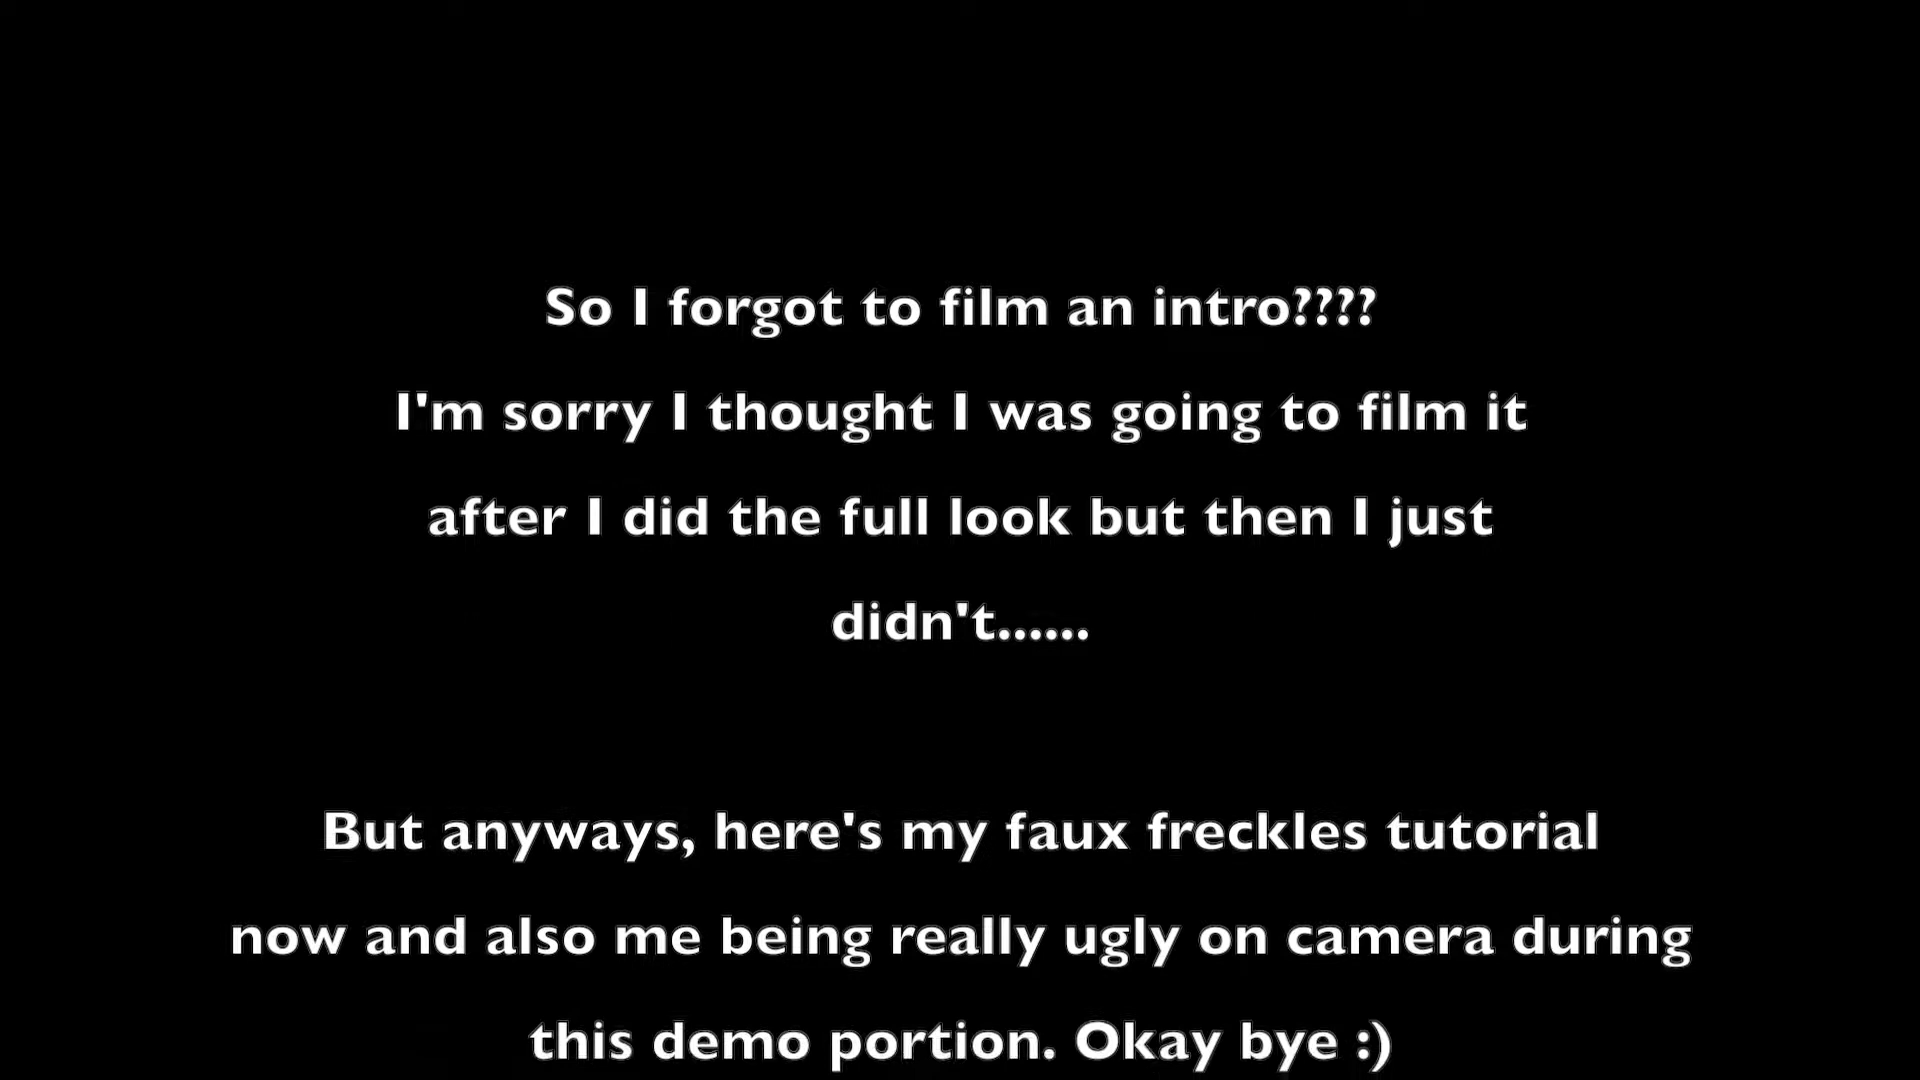 So I forgot to film an intro????
I'm sorry I thought I was going to film it
after I did the full look but then I just
didn't......
But anyways, here's my faux freckles tutorial
now and also me being really ugly on camera during
this demo portion. Okay bye :)